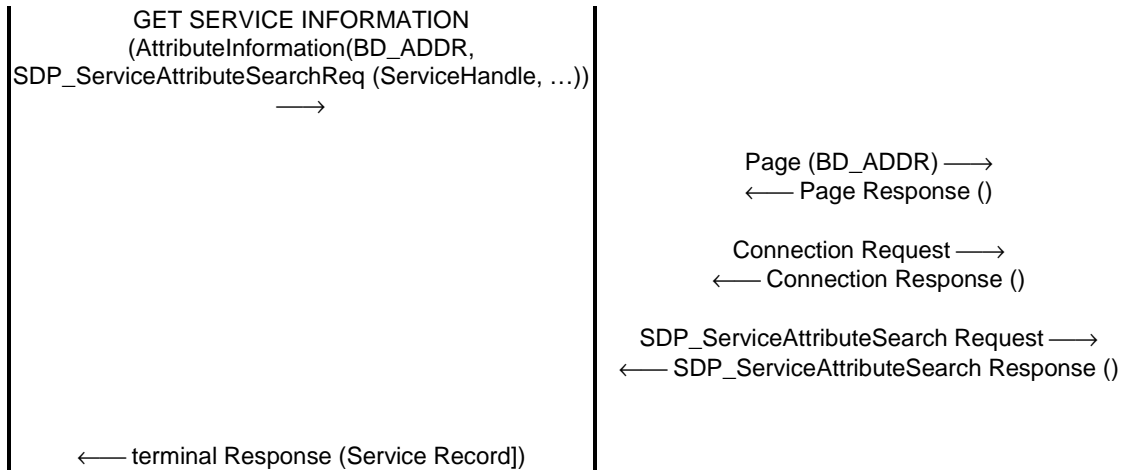 GET SERVICE INFORMATION
(AttributeInformation(BD_ADDR,
SDP_ServiceAttributeSearchReq (ServiceHandle, …))
⟶
Page (BD_ADDR) ⟶
⟵ Page Response ()
Connection Request ⟶
⟵ Connection Response ()
SDP_ServiceAttributeSearch Request ⟶
⟵ SDP_ServiceAttributeSearch Response ()
⟵ terminal Response (Service Record])